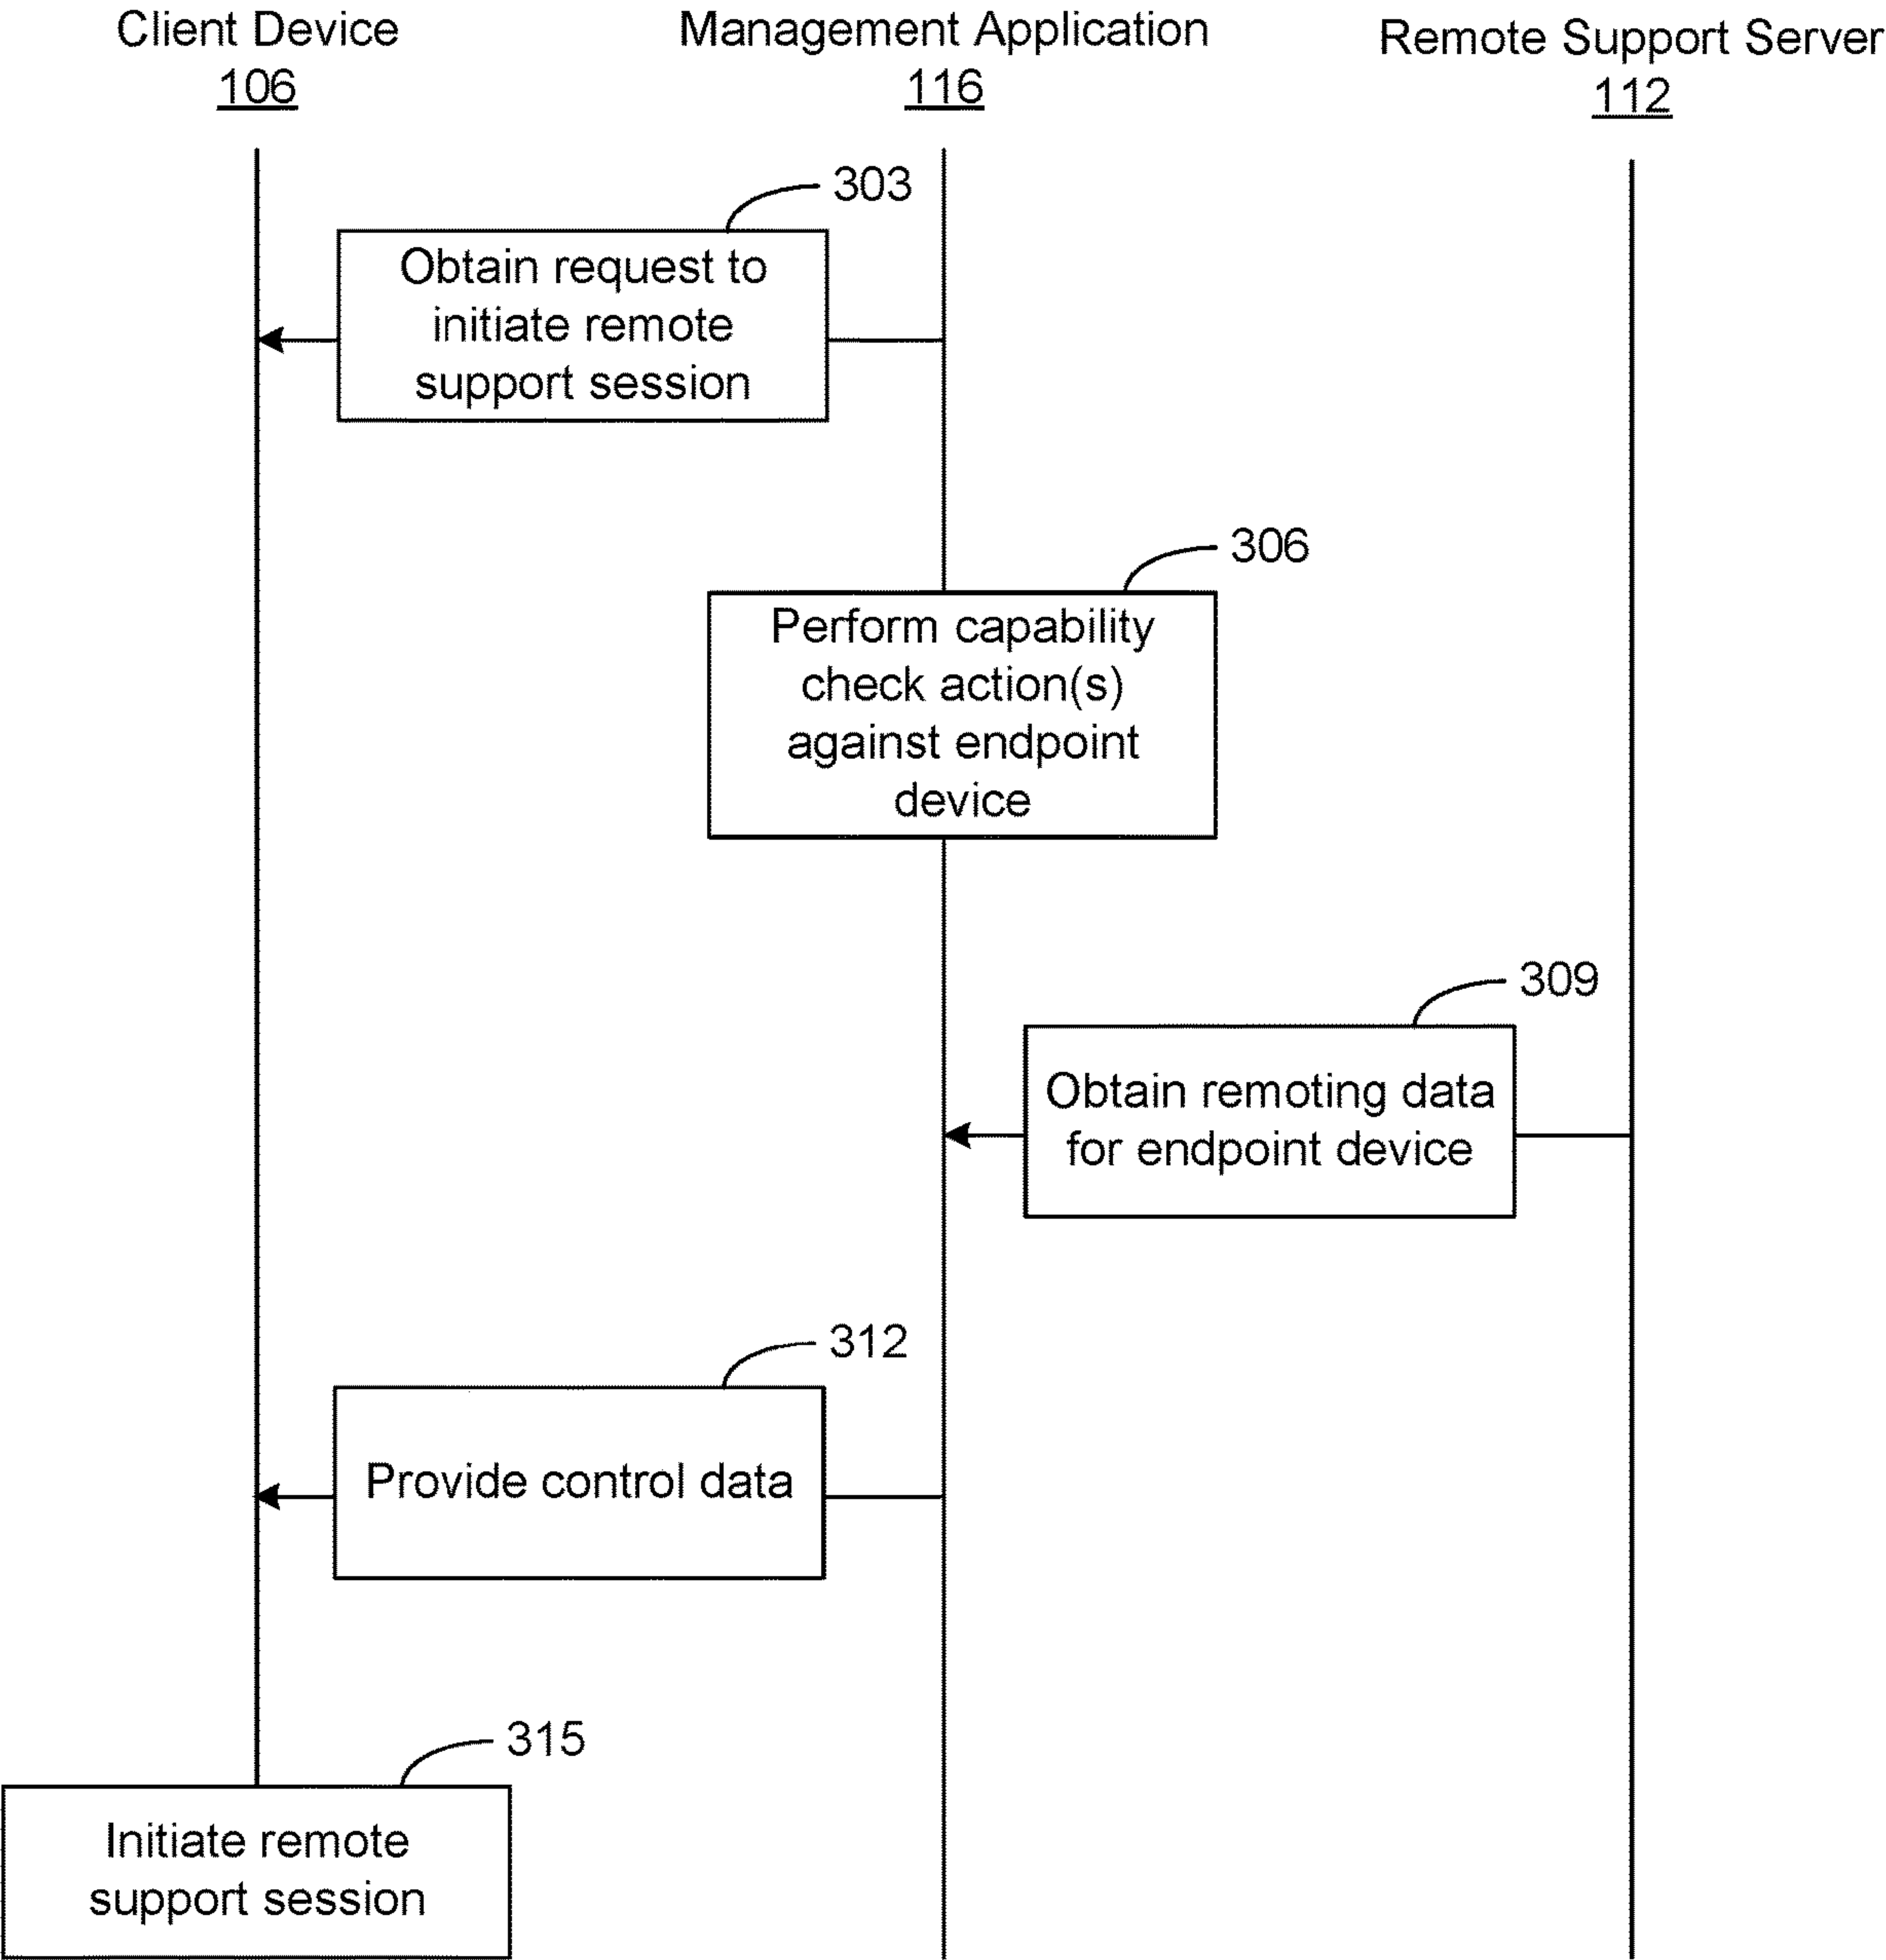 Client Device
106
Management Application
116
Remote Support Server
112
303
Obtain request to
initiate remote
support session
306
Perform capability
check action(s)
against endpoint
device
309
Obtain remoting data
for endpoint device
312
Provide control data
315
Initiate remote
support session